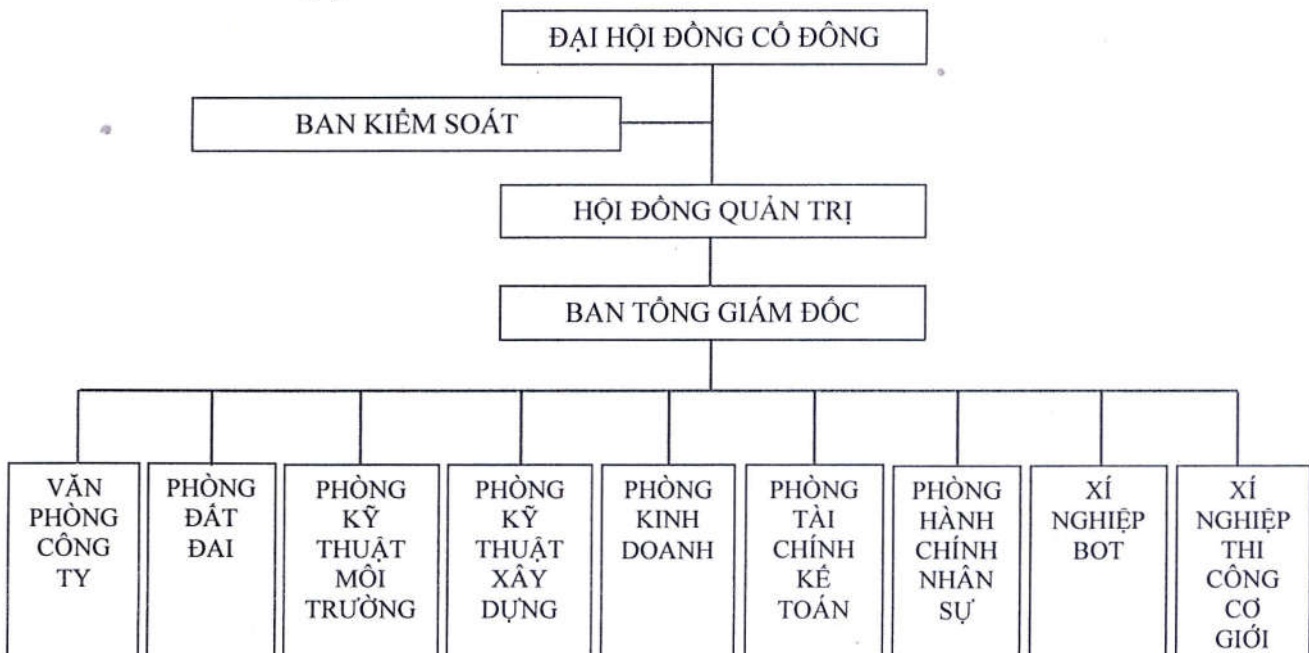 ĐẠI HỘI ĐỒNG CỔ ĐÔNG
BAN KIỂM SOÁT
HỘI ĐỒNG QUẢN TRỊ
BAN TỔNG GIÁM ĐỐC
VĂN
PHÒNG
CÔNG
TY
PHÒNG
ĐẤT
ĐAI
PHÒNG
KỸ
THUẬT
MÔI
TRƯỜNG
PHÒNG
KỸ
THUẬT
XÂY
DỰNG
PHÒNG
KINH
DOANH
PHÒNG
TÀI
CHÍNH
KẾ
TOÁN
PHÒNG
HÀNH
CHÍNH
NHÂN
SỰ
XÍ
NGHIỆP
BOT
XÍ
NGHIỆP
THI
CÔNG
CƠ
GIỚI